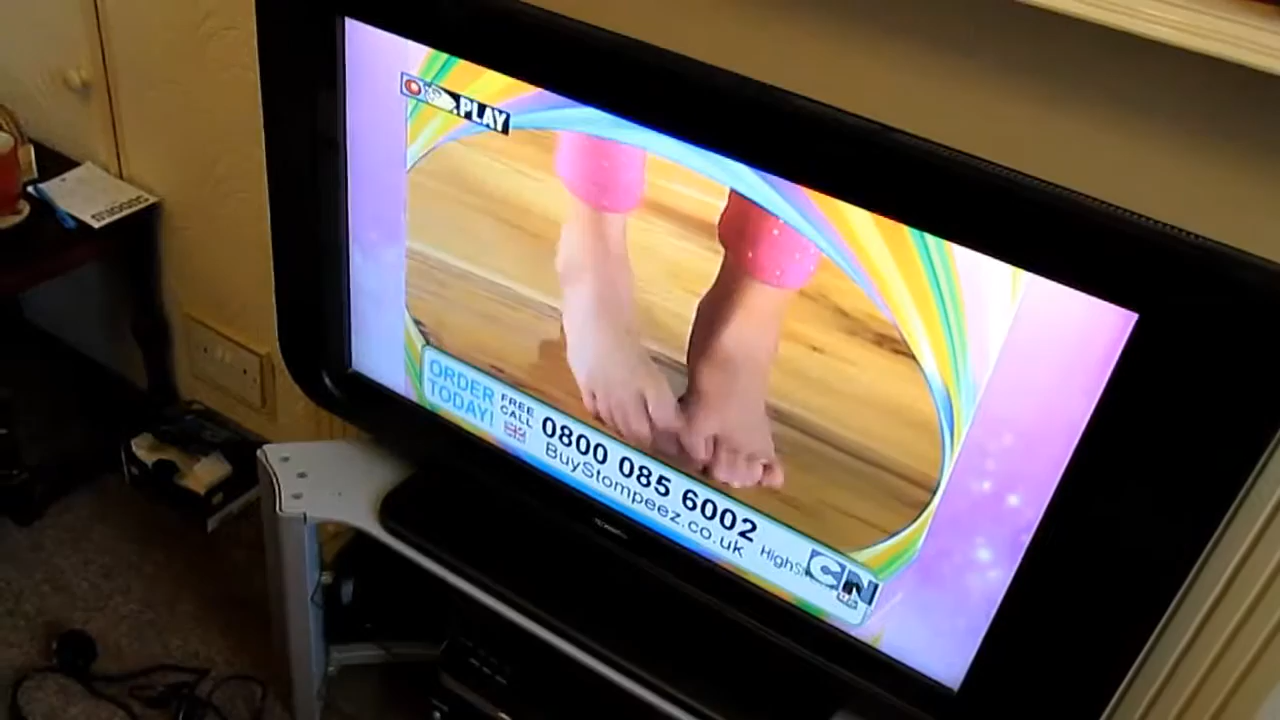 PLAY
ORDER
TODAY!
FREE
CALL
0800 085 6002
BuyStompeez.co.uk
CN